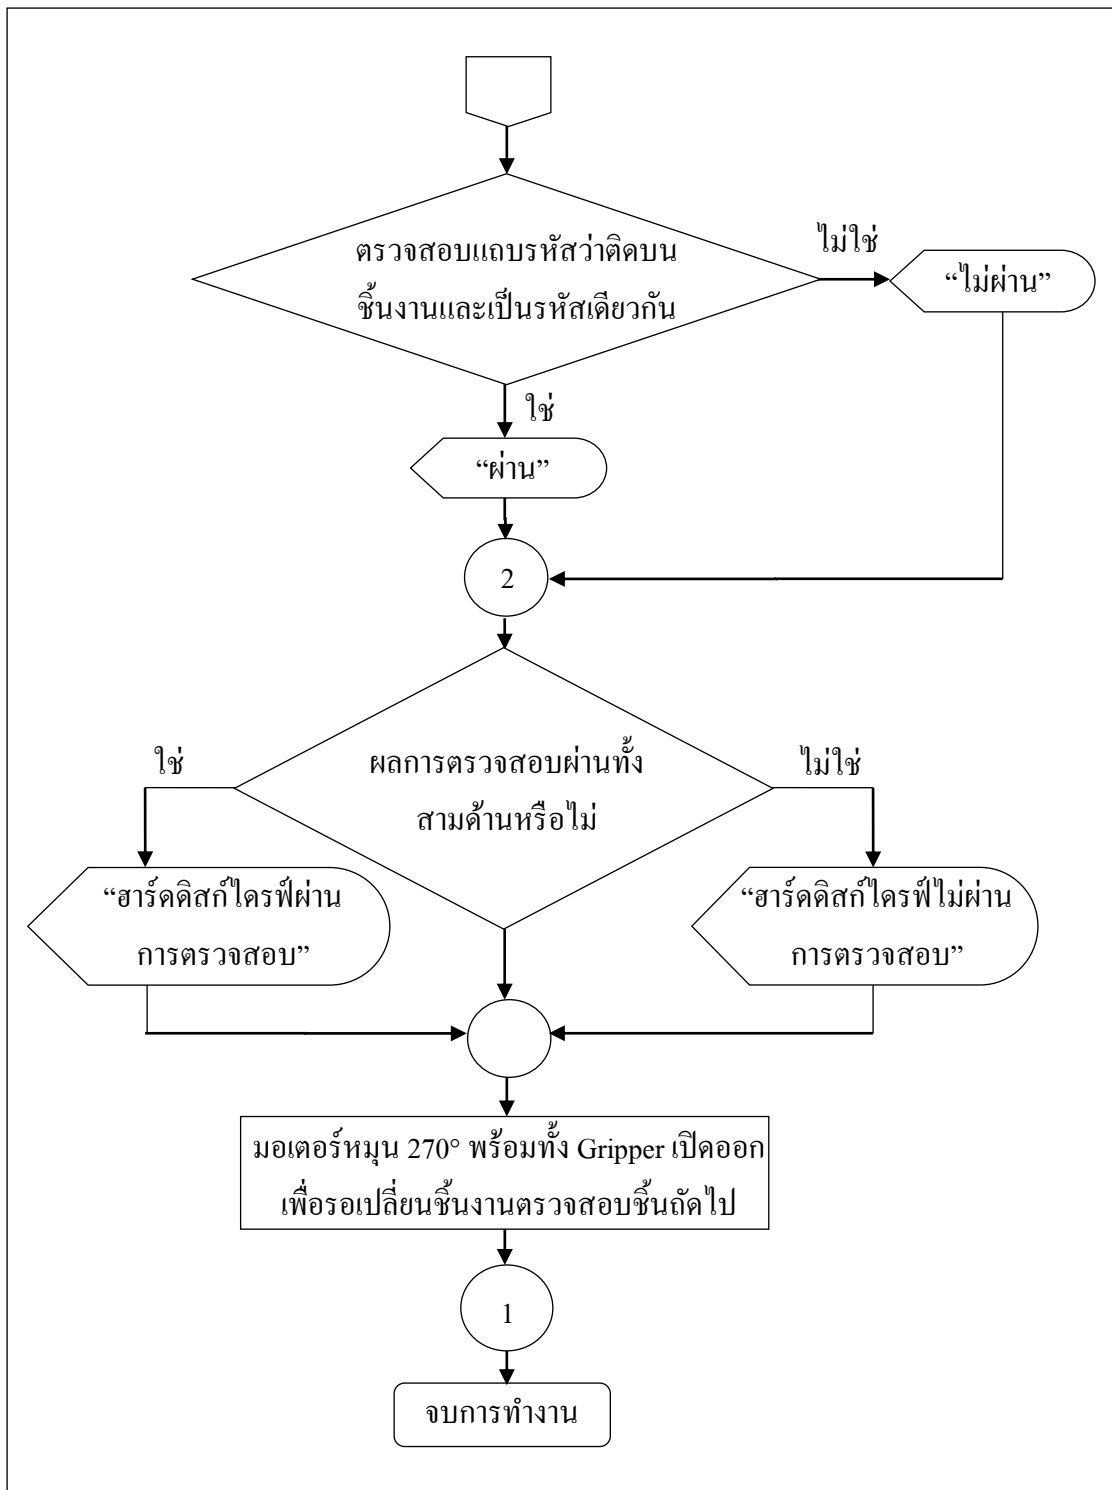 ตรวจสอบแถบรหัสว่าติดบน
ชิ้นงานและเป็นรหัสเดียวกัน
ไม่ใช่
“ไม่ผ่าน”
ใช่
“ผ่าน”
2
ผลการตรวจสอบผ่านทั้ง
สามด้านหรือไม่
ใช่
ไม่ใช่
“ฮาร์ดดิสก์ไดรฟ์ผ่าน
การตรวจสอบ”
“ฮาร์ดดิสก์ไดรฟ์ไม่ผ่าน
การตรวจสอบ”
มอเตอร์หมุน 270° พร้อมทั้ง Gripper เปิดออก
เพื่อรอเปลี่ยนชิ้นงานตรวจสอบชิ้นถัดไป
1
จบการทำงาน